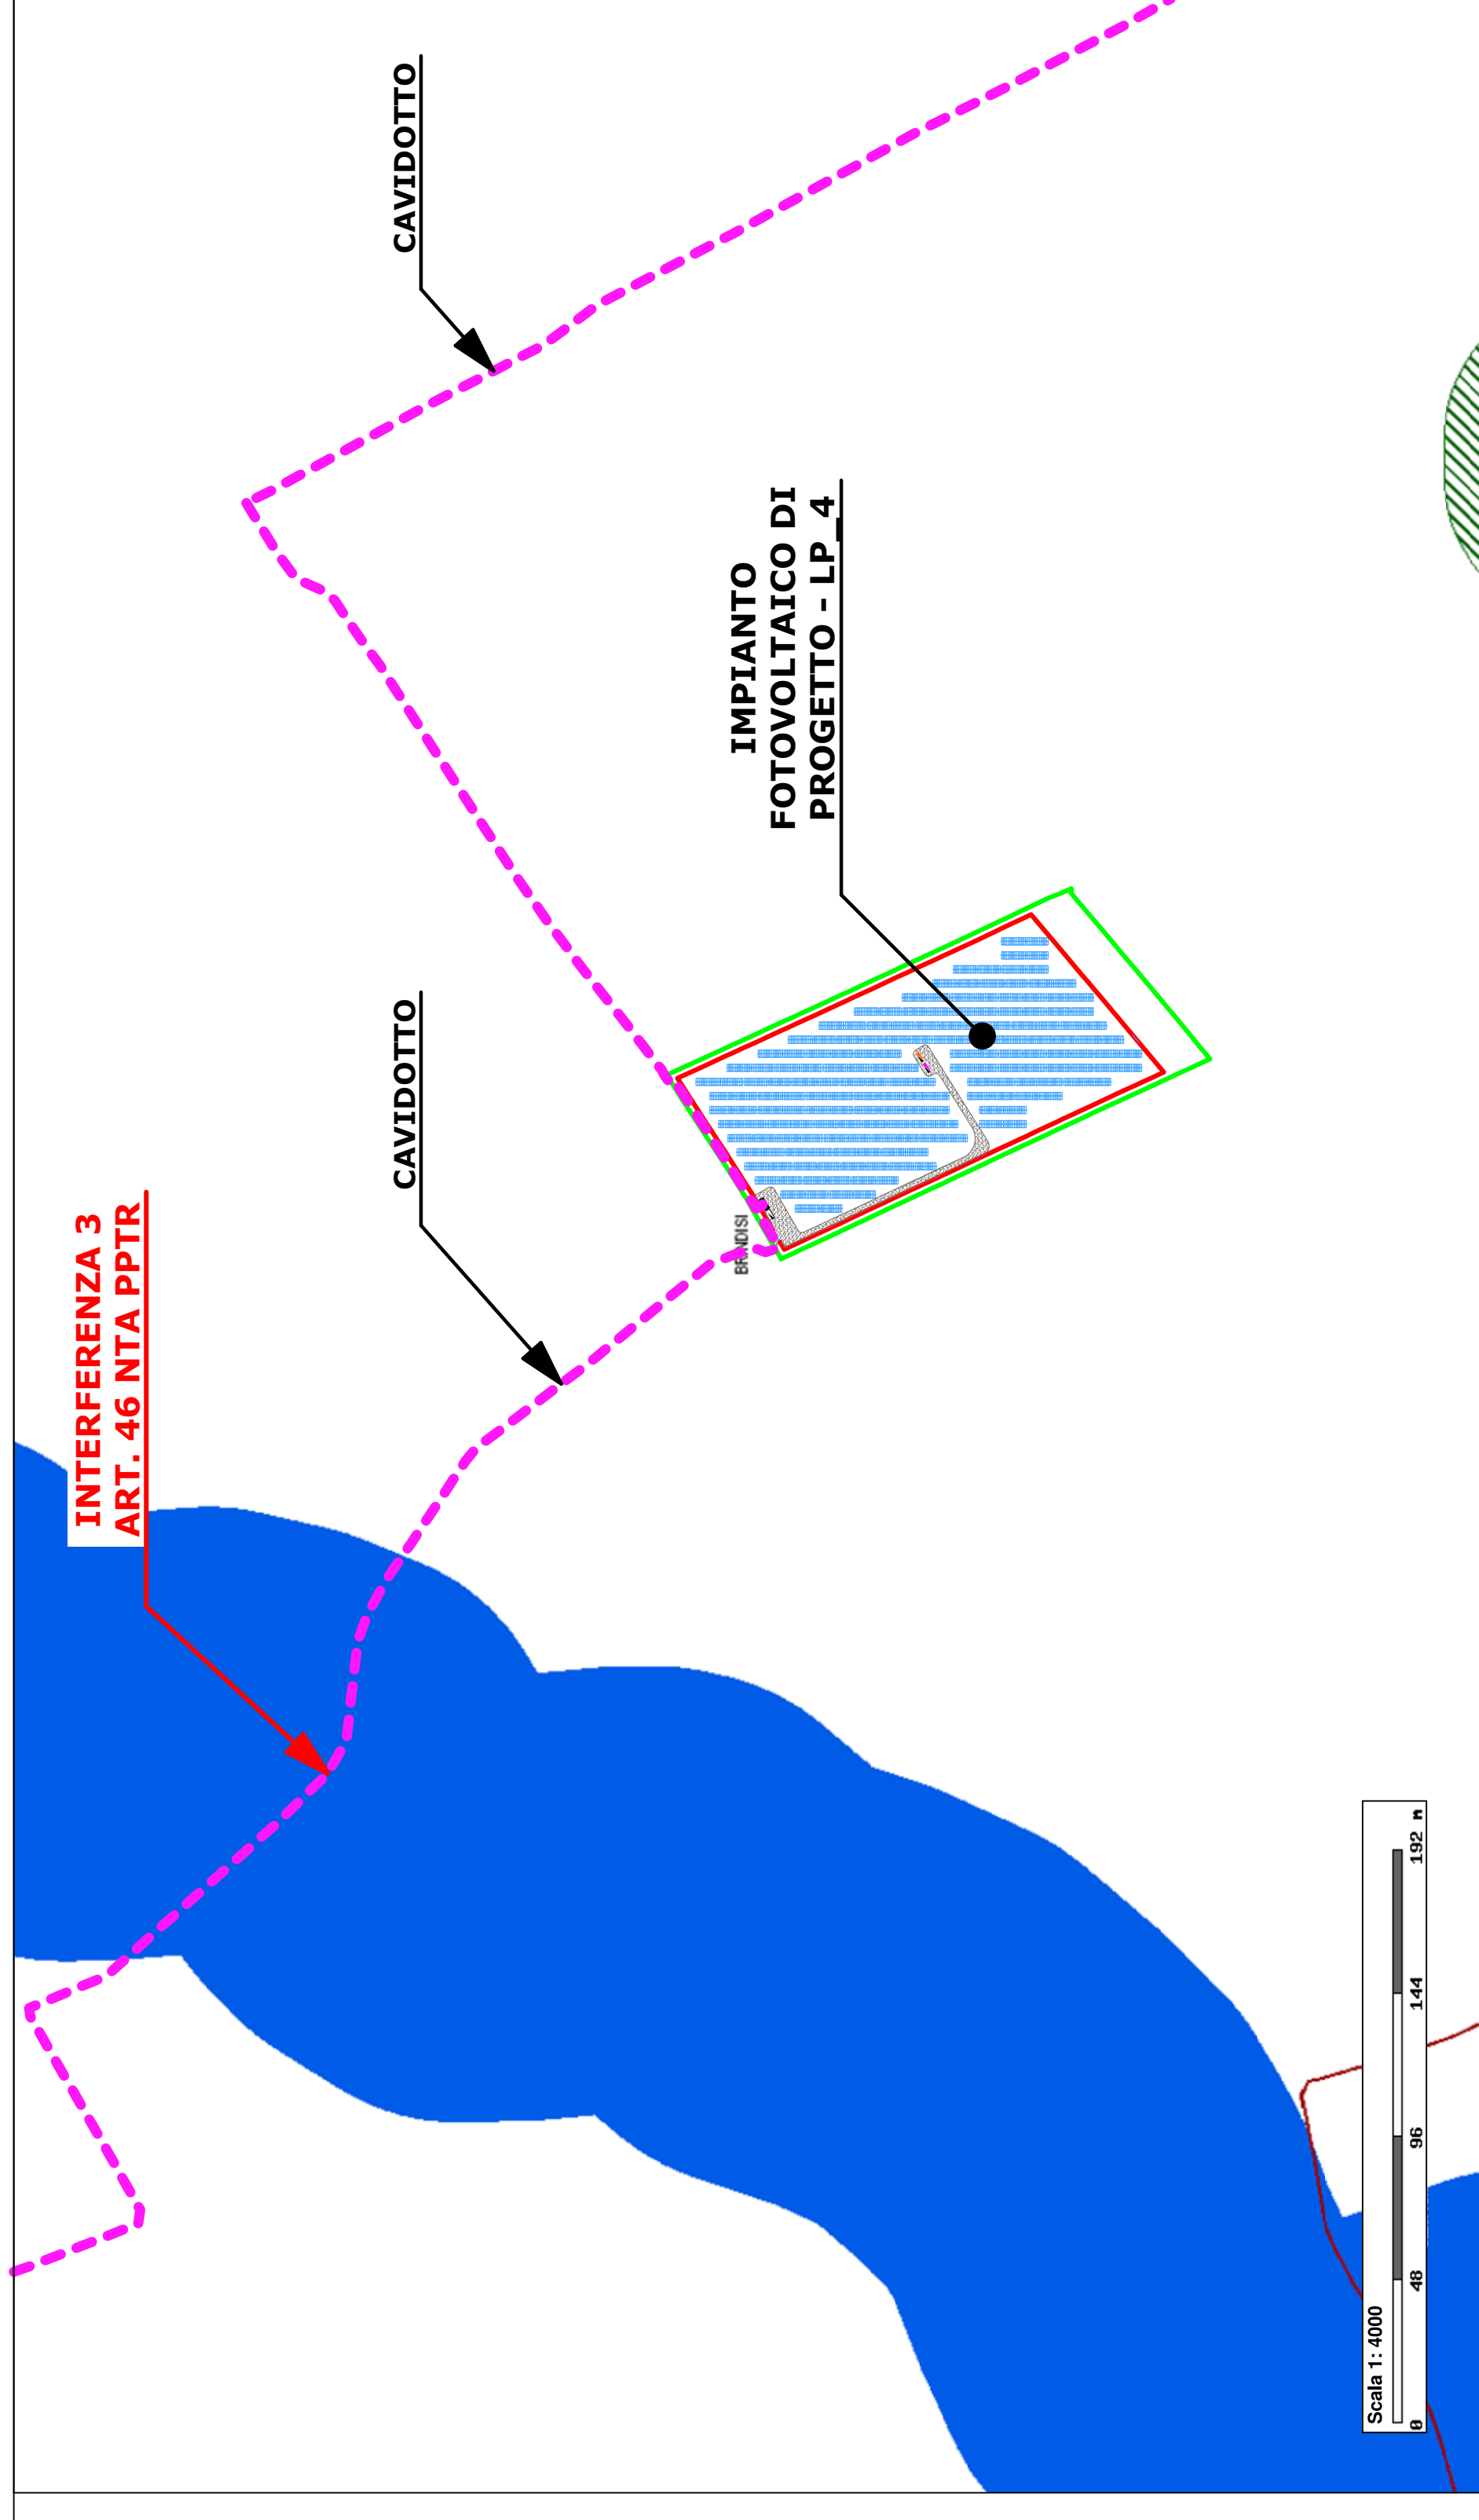 INTERFERENZA 3
ART. 46 NTA PPTR
CAVIDOTTO
CAVIDOTTO
BRINDISI
IMPIANTO
FOTOVOLTAICO DI
PROGETTO - LP_4
Scala 1: 4000
0 48 96 144 192 m